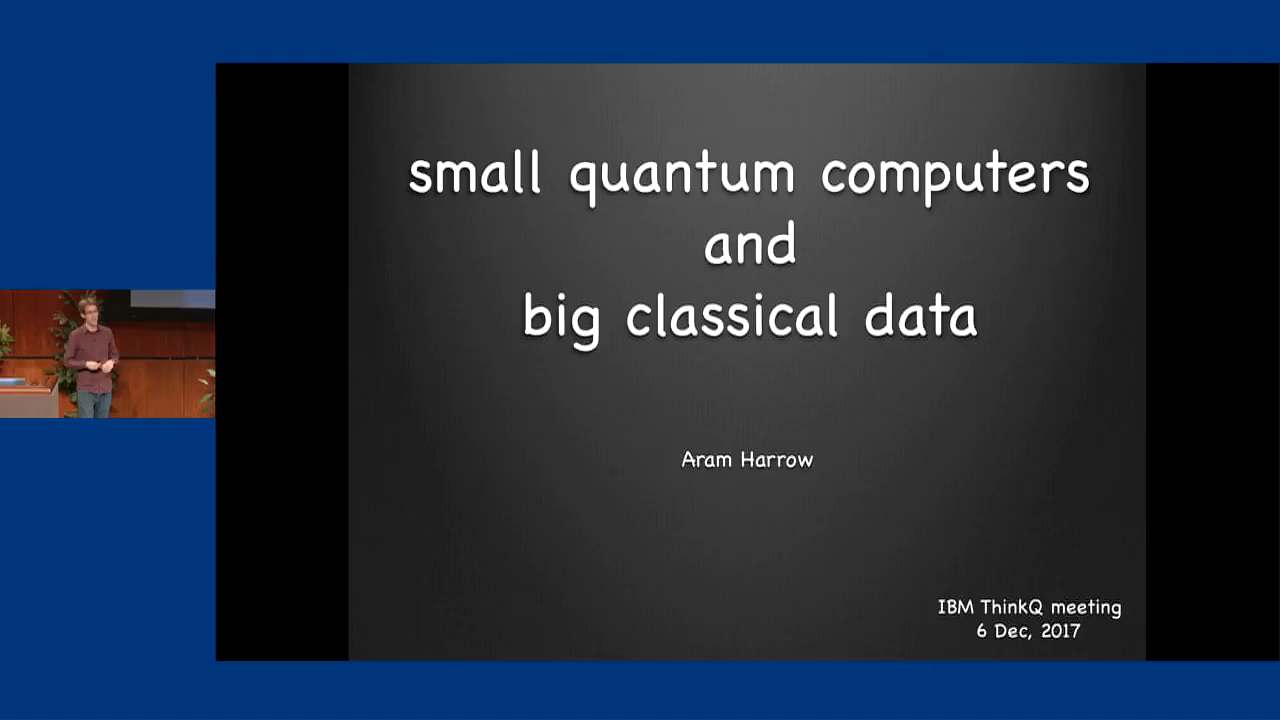 small quantum computers
and
big classical data
Aram Harrow
IBM ThinkQ meeting
6 Dec, 2017